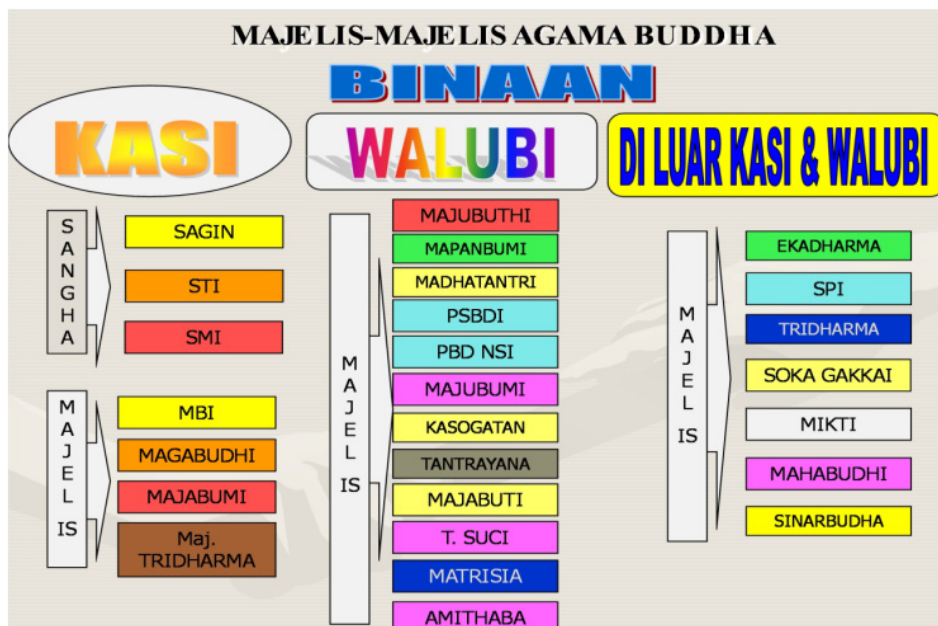 MAJELIS-MAJELIS AGAMA BUDDHA
BINAAN
KASI
SANGHA
SAGIN
STI
SMI
MAJELIS
MBI
MAGABUDHI
MAJABUMI
Maj.
TRIDHARMA
WALUBI
MAJELIS
MAJUBUTHI
MAPANBUMI
MADHATANTRI
PSBDI
PBD NSI
MAJUBUMI
KASOGATAN
TANTRAYANA
MAJABUTI
T. SUCI
MATRISIA
AMITHABA
DI LUAR KASI & WALUBI
MAJELIS
EKADHARMA
SPI
TRIDHARMA
SOKA GAKKAI
MIKTI
MAHABUDHI
SINARBUDHA